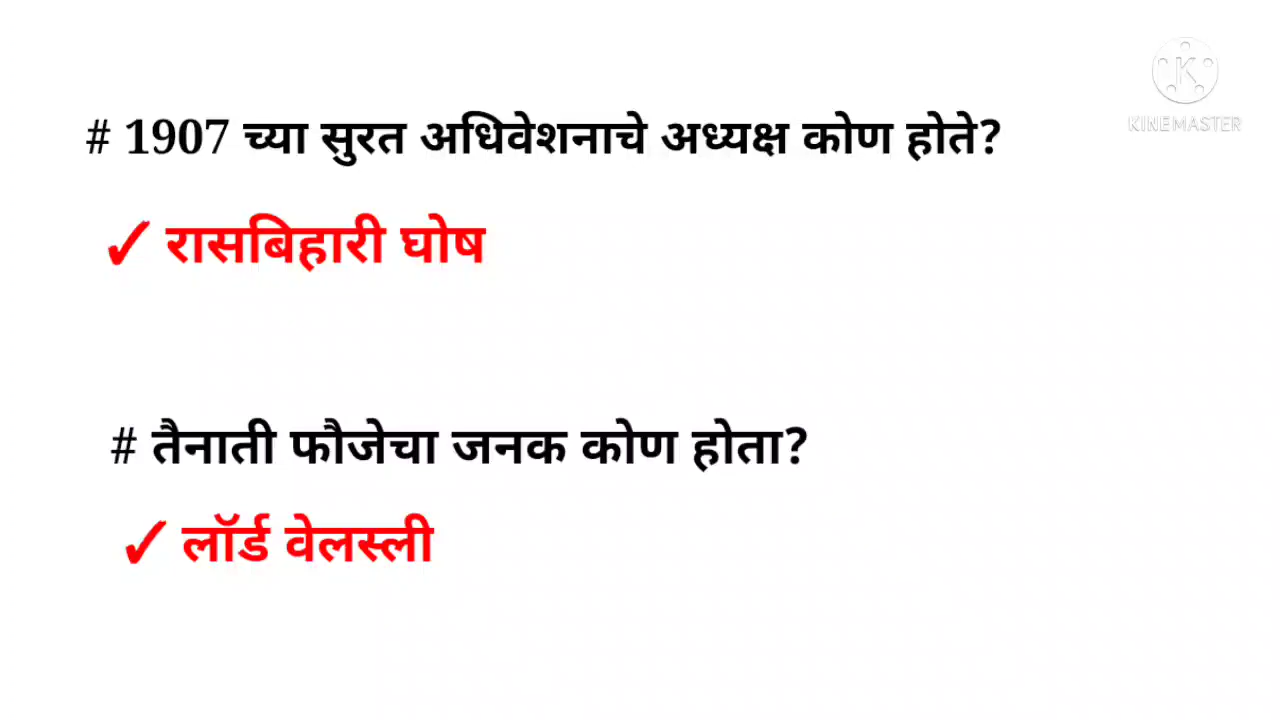 # 1907 च्या सुरत अधिवेशनाचे अध्यक्ष कोण होते?
✓ रासबिहारी घोष
# तैनाती फौजेचा जनक कोण होता?
✓ लॉर्ड वेलस्ली
K
KINEMASTER